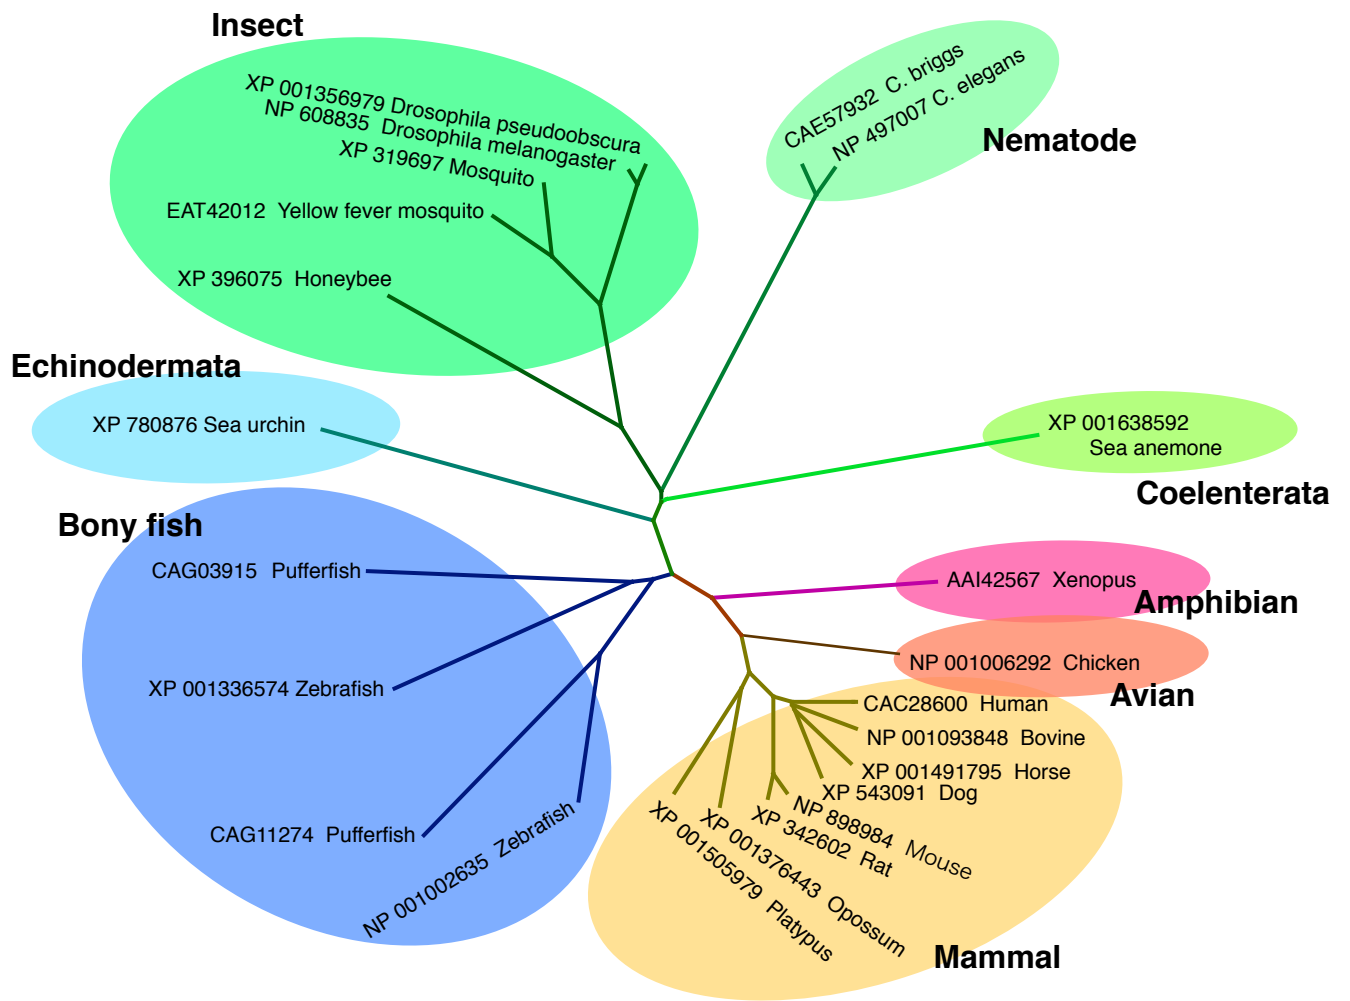 Insect
XP 001356979 Drosophila pseudoobscura
NP 608835 Drosophila melanogaster
XP 319697 Mosquito
EAT42012 Yellow fever mosquito
XP 396075 Honeybee
CAE57932 C. briggs
NP 497007 C. elegans
Nematode
Echinodermata
XP 780876 Sea urchin
XP 001638592
Sea anemone
Coelenterata
Bony fish
CAG03915 Pufferfish
XP 001336574 Zebrafish
CAG11274 Pufferfish
NP 001002635 Zebrafish
AAI42567 Xenopus
Amphibian
NP 001006292 Chicken
Avian
CAC28600 Human
NP 001093848 Bovine
XP 001491795 Horse
XP 543091 Dog
NP 898984 Mouse
XP 342602 Rat
XP 001376443 Opossum
XP 001505979 Platypus
Mammal